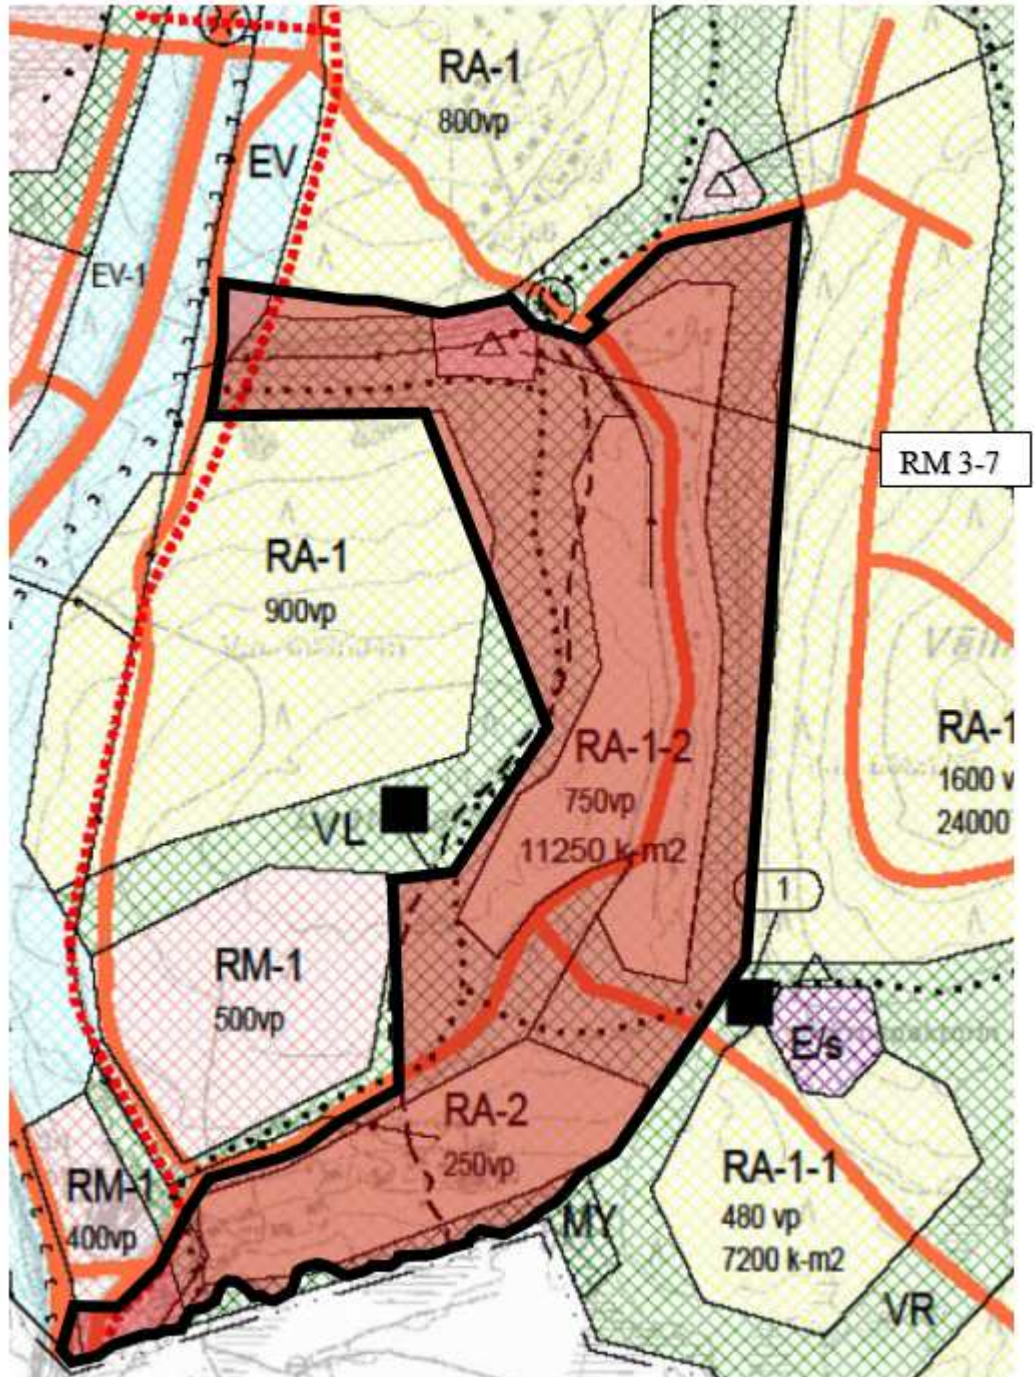 RA-1
800vp
EV
EV-1
RM 3-7
RA-1
900vp
RA-1-2
750vp
11250 k-m2
RA-1
1600 v
24000
VL
1
RM-1
500vp
E/s
RA-2
250vp
RM-1
400vp
RA-1-1
480 vp
7200 k-m2
MY
VR